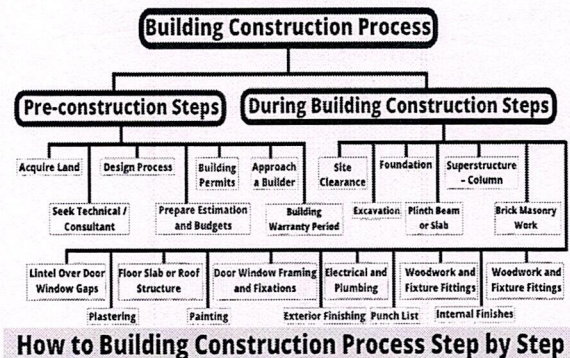 Building Construction Process
Pre-construction Steps
During Building Construction Steps
Acquire Land
Design Process
Building
Permits
Approach
a Builder
Seek Technical /
Consultant
Prepare Estimation
and Budgets
Building
Warranty Period
Site
Clearance
Foundation
Superstructure
- Column
Excavation
Plinth Beam
or Slab
Brick Masonry
Work
Lintel Over Door
Window Gaps
Floor Slab or Roof
Structure
Door Window Framing
and Fixations
Electrical and
Plumbing
Woodwork and
Fixture Fittings
Woodwork and
Fixture Fittings
Plastering
Painting
Exterior Finishing
Punch List
Internal Finishes
How to Building Construction Process Step by Step